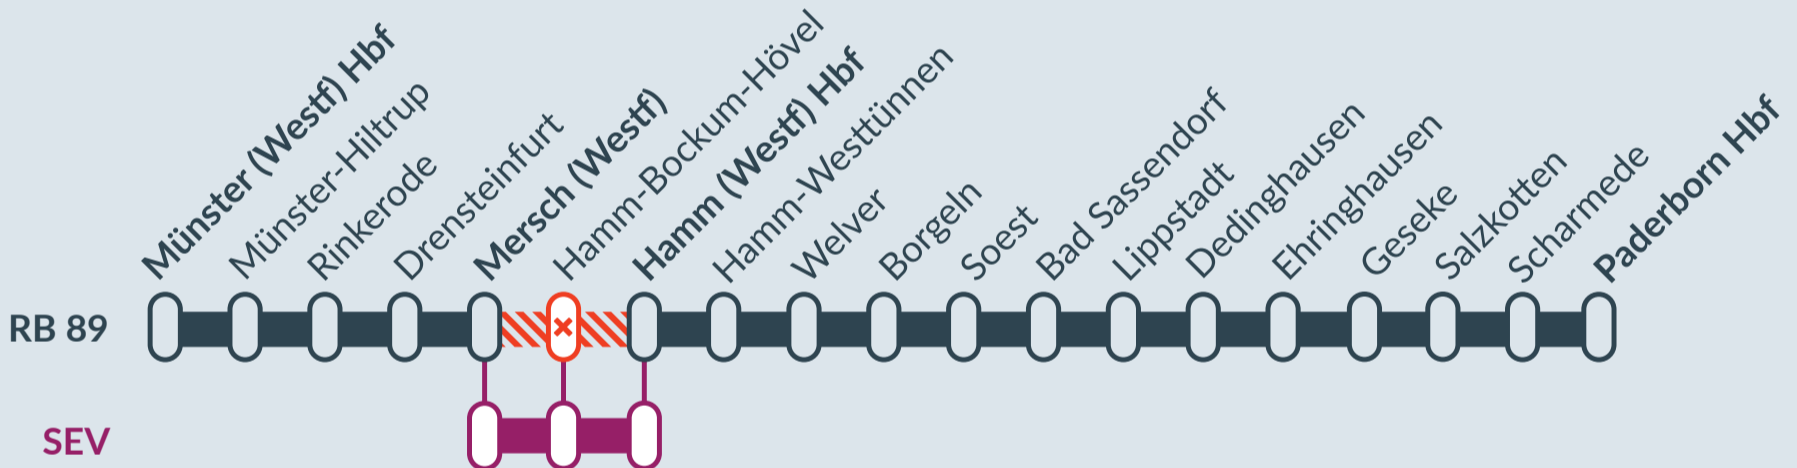 Münster (Westf) Hbf
Münster-Hiltrup
Rinkerode
Drensteinfurt
Mersch (Westf)
Hamm-Bockum-Hövel
Hamm (Westf) Hbf
Hamm-Westtünnen
Welver
Borgeln
Soest
Bad Sassendorf
Lippstadt
Dedinghausen
Ehringhausen
Geseke
Salzkotten
Scharmede
Paderborn Hbf
RB 89
SEV